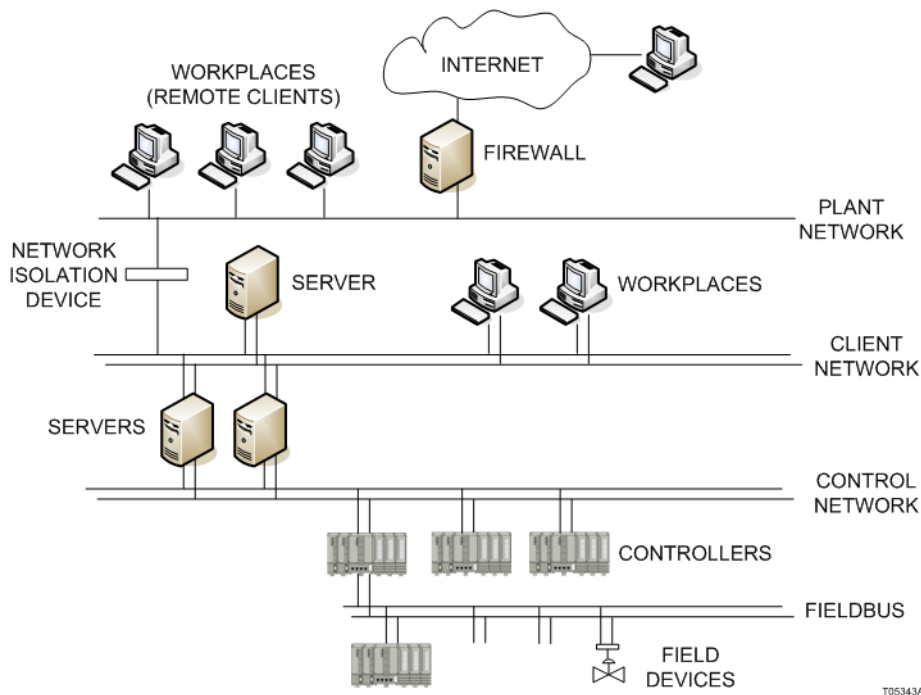 INTERNET
WORKPLACES
(REMOTE CLIENTS)
FIREWALL
PLANT
NETWORK
NETWORK
ISOLATION
DEVICE
SERVER
WORKPLACES
CLIENT
NETWORK
SERVERS
CONTROL
NETWORK
CONTROLLERS
FIELDBUS
FIELD
DEVICES
T05343A